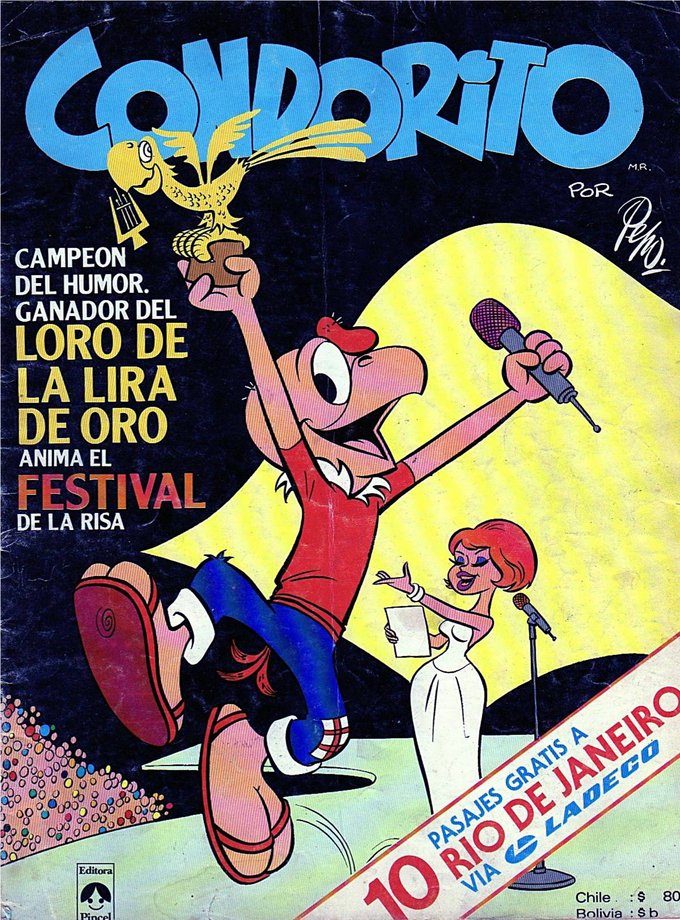 CONDORITO
M.R.
POR
Pepo.
CAMPEON
DEL HUMOR.
GANADOR DEL
LORO DE
LA LIRA
DE ORO
ANIMA EL
FESTIVAL
DE LA RISA
10 PASAJES GRATIS A
RIO DE JANEIRO
VIA LADECO
Editora
Pincel
Chile . : $ 80
Bolivia : $b